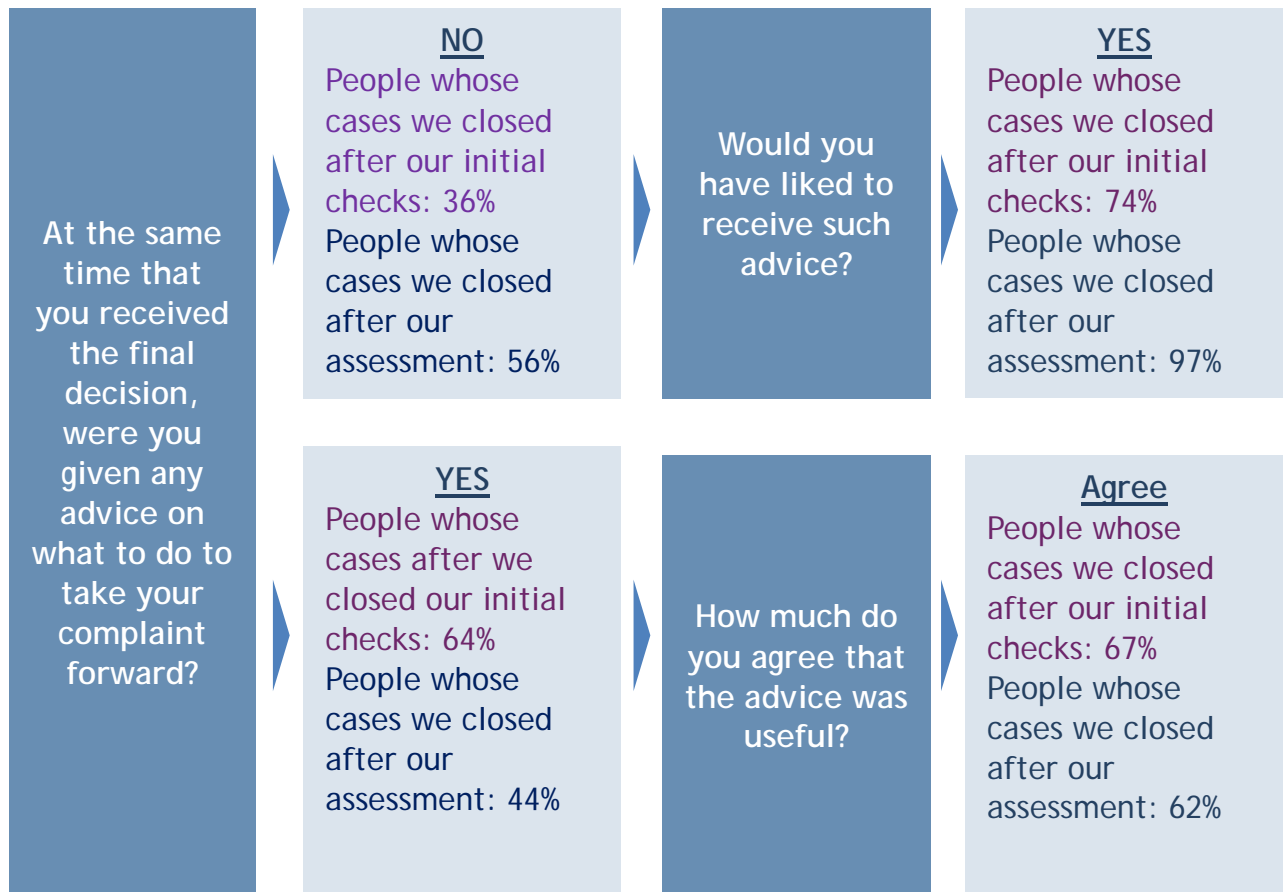 At the same
time that
you received
the final
decision,
were you
given any
advice on
what to do to
take your
complaint
forward?
NO
People whose
cases we closed
after our initial
checks: 36%
People whose
cases we closed
after our
assessment: 56%
Would you
have liked to
receive such
advice?
YES
People whose
cases we closed
after our initial
checks: 74%
People whose
cases we closed
after our
assessment: 97%
YES
People whose
cases after we
closed our initial
checks: 64%
People whose
cases we closed
after our
assessment: 44%
How much do
you agree that
the advice was
useful?
Agree
People whose
cases we closed
after our initial
checks: 67%
People whose
cases we closed
after our
assessment: 62%